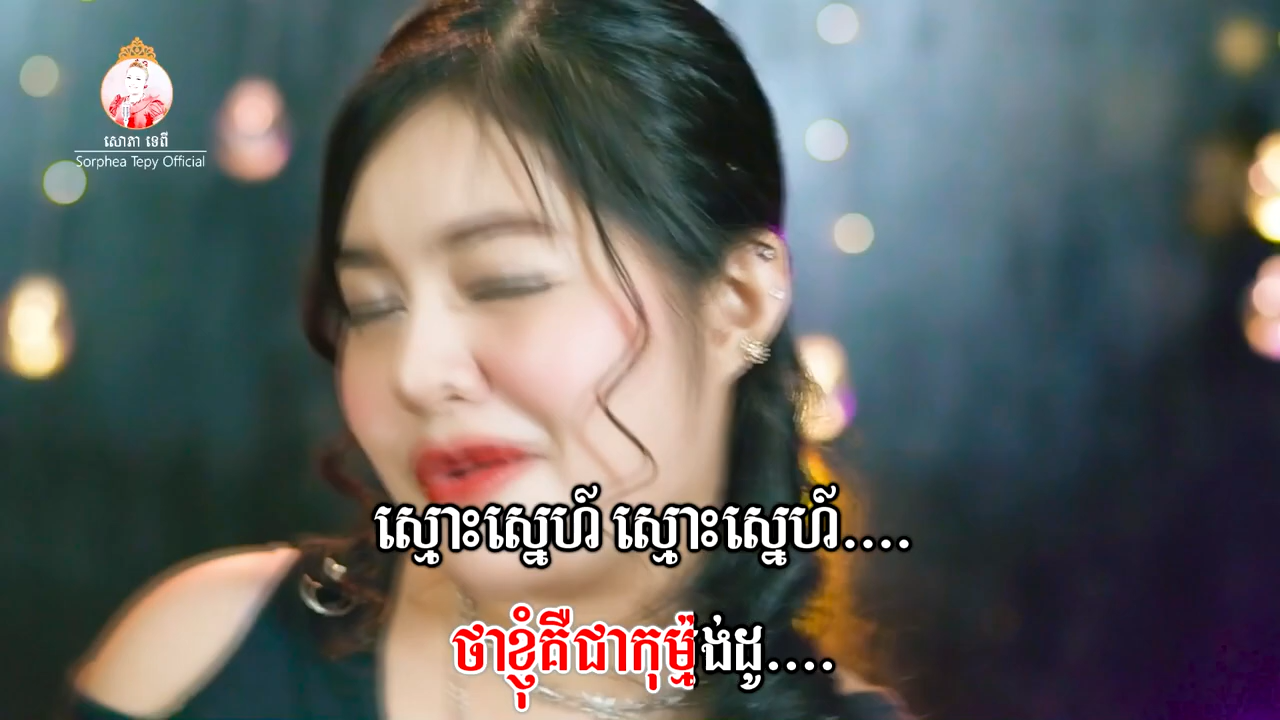 សោភា ទេពី
Sorphea Tepy Official
ស្មោះស្នេហ៍ ស្មោះស្នេហ៍....
ថាខ្ញុំគឺជាកុម្ម៉ង់ដូ....